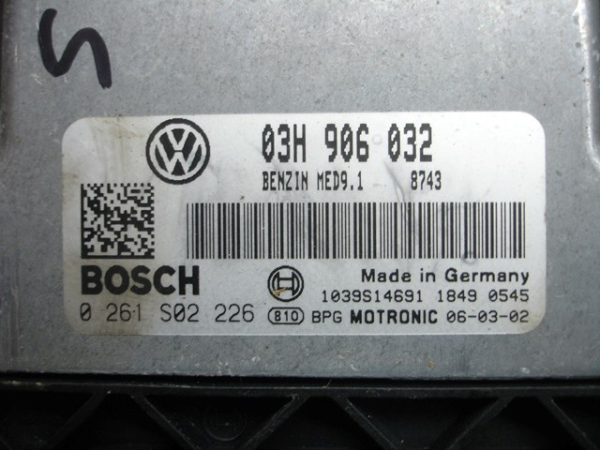 S
03H 906 032
BENZIN MED9.1 8743
BOSCH
Made in Germany
1039S14691 1849 0545
0 261 S02 226 810 BPG MOTRONIC 06-03-02